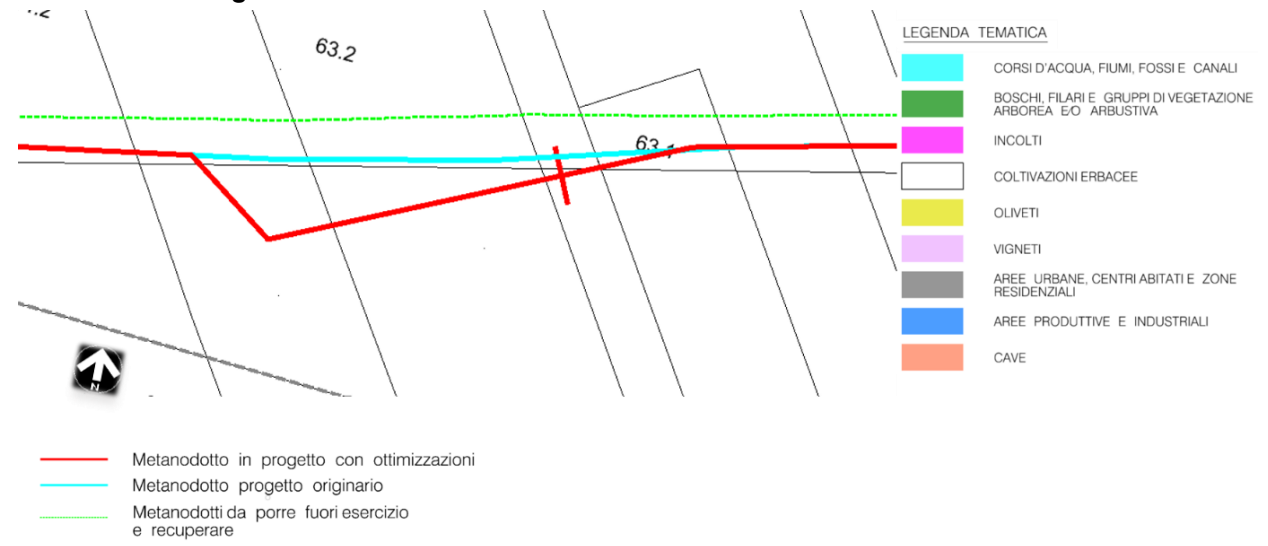 63.2
63.1
N
LEGENDA TEMATICA
CORSI D'ACQUA, FIUMI, FOSSI E CANALI
BOSCHI, FILARI E GRUPPI DI VEGETAZIONE
ARBOREA E/O ARBUSTIVA
INCOLTI
COLTIVAZIONI ERBACEE
OLIVETI
VIGNETI
AREE URBANE, CENTRI ABITATI E ZONE
RESIDENZIALI
AREE PRODUTTIVE E INDUSTRIALI
CAVE
Metanodotto in progetto con ottimizzazioni
Metanodotto progetto originario
Metanodotti da porre fuori esercizio
e recuperare